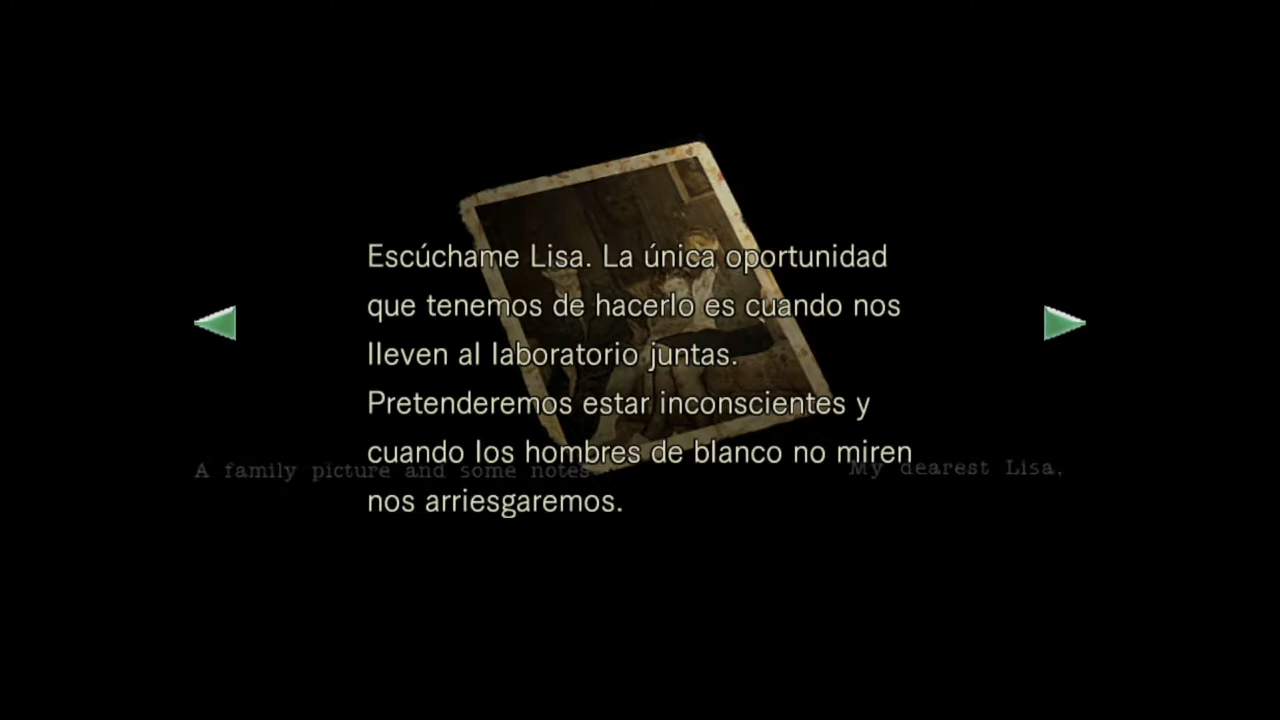 Escúchame Lisa. La única oportunidad
que tenemos de hacerlo es cuando nos
lleven al laboratorio juntas.
Pretenderemos estar inconscientes y
cuando los hombres de blanco no miren
nos arriesgaremos.
A family picture and some notes
My dearest Lisa,